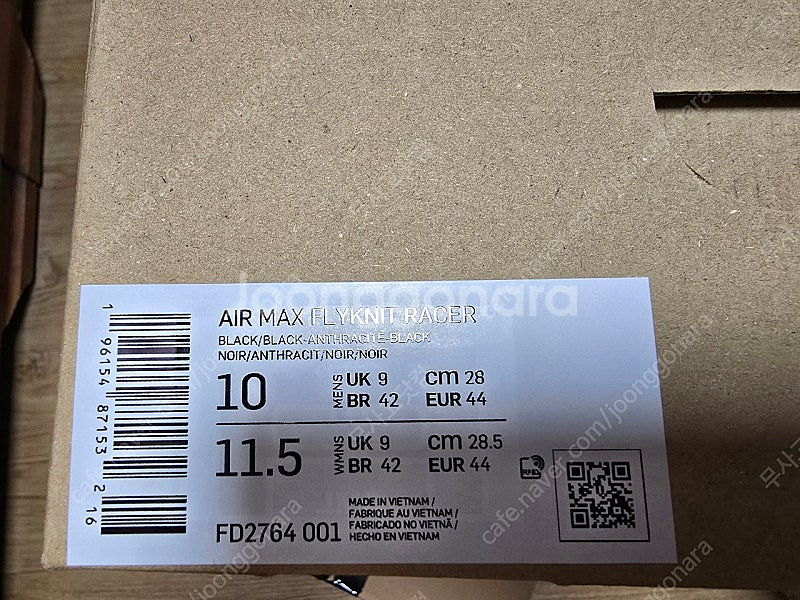 Joonggonara
AIR MAX FLYKNIT RACER
BLACK/BLACK-ANTHRACITE-BLACK
NOIR/ANTHRACIT/NOIR/NOIR
10 MENS UK 9 cm 28
BR 42 EUR 44
11.5 WMNS UK 9 cm 28.5
BR 42 EUR 44
RFID
MADE IN VIETNAM /
FABRIQUE AU VIETNAM /
FABRICADO NO VIETNÃ /
HECHO EN VIETNAM
FD2764 001
1 96154 87153 2 16
cafe.naver.com/joonggonara